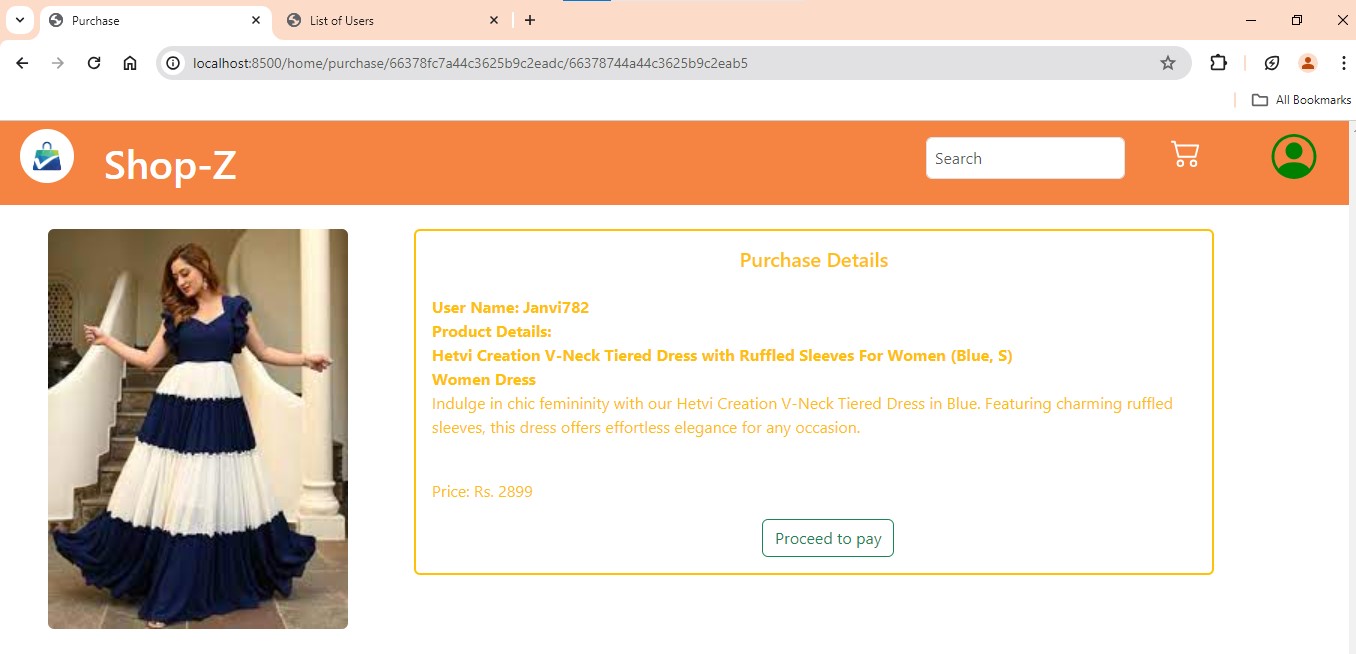 Purchase
List of Users
localhost:8500/home/purchase/66378fc7a44c3625b9c2eadc/66378744a44c3625b9c2eab5
All Bookmarks
Shop-Z
Search
Purchase Details
User Name: Janvi782
Product Details:
Hetvi Creation V-Neck Tiered Dress with Ruffled Sleeves For Women (Blue, S)
Women Dress
Indulge in chic femininity with our Hetvi Creation V-Neck Tiered Dress in Blue. Featuring charming ruffled
sleeves, this dress offers effortless elegance for any occasion.
Price: Rs. 2899
Proceed to pay